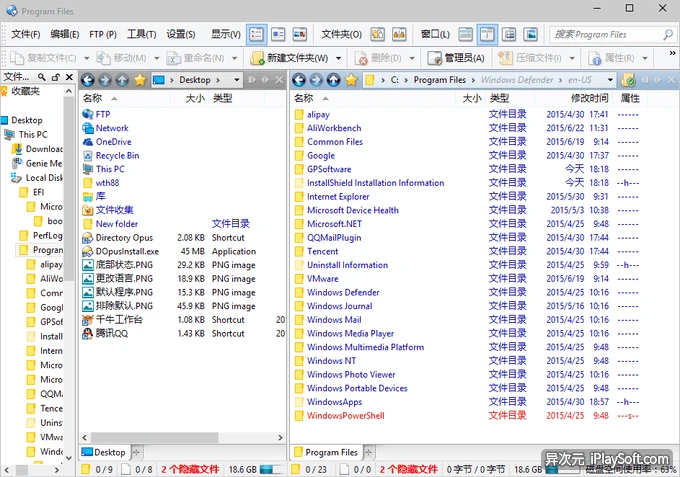 Program Files
文件(F) 编辑(E) FTP (P) 工具(T) 设置(S) 显示(V) 文件夹(O) 窗口(L) 搜索 Program Files
复制文件(C) 移动(M) 重命名(N) 新建文件夹(W) 删除(D) 管理员(A) 压缩文件(I) 属性(R) »
文件...
收藏夹
Desktop
This PC
Download
Genie Me
Local Disk
EFI
Micros
boo
PerfLog
Program
alipay
AliWo
Comm
Googl
GPSoft
Install
Intern
Micro
Micro
QQMa
Tence
Unins
VMwa
Windo
Desktop
名称 大小 类型
FTP
Network
OneDrive
Recycle Bin
This PC
wth88
库
文件收集
New folder 文件目录
Directory Opus 2.08 KB Shortcut
DOpusInstall.exe 45 MB Application
底部状态.PNG 29.2 KB PNG image
更改语言.PNG 18.9 KB PNG image
默认程序.PNG 15.3 KB PNG image
排除默认.PNG 45.9 KB PNG image
千牛工作台 1.08 KB Shortcut 20
腾讯QQ 1.43 KB Shortcut 20
Desktop
0 / 9 0 / 8 2 个隐藏文件 18.6 GB
C: Program Files Windows Defender en-US
名称 大小 类型 修改时间 属性
alipay 文件目录 2015/4/30 17:41 ------
AliWorkbench 文件目录 2015/6/22 11:31 ------
Common Files 文件目录 2015/6/19 9:14 ------
Google 文件目录 2015/4/30 17:37 ------
GPSoftware 文件目录 今天 18:18 ------
InstallShield Installation Information 文件目录 今天 18:18 --h---
Internet Explorer 文件目录 2015/5/30 9:31 ------
Microsoft Device Health 文件目录 2015/5/3 10:38 ------
Microsoft.NET 文件目录 2015/4/25 9:48 ------
QQMailPlugin 文件目录 2015/4/30 17:44 ------
Tencent 文件目录 2015/4/30 17:44 ------
Uninstall Information 文件目录 2015/4/25 9:59 --h---
VMware 文件目录 2015/6/19 9:14 ------
Windows Defender 文件目录 2015/4/25 10:16 ------
Windows Journal 文件目录 2015/5/16 10:16 ------
Windows Mail 文件目录 2015/4/25 10:16 ------
Windows Media Player 文件目录 2015/4/25 10:16 ------
Windows Multimedia Platform 文件目录 2015/4/25 9:48 ------
Windows NT 文件目录 2015/4/25 9:48 ------
Windows Photo Viewer 文件目录 2015/4/25 10:16 ------
Windows Portable Devices 文件目录 2015/4/25 9:48 ------
WindowsApps 文件目录 2015/4/30 18:57 --h---
WindowsPowerShell 文件目录 2015/4/25 9:48 ---s--
Program Files
0 / 23 0 / 0 2 个隐藏文件 0 字节 / 0 字节 18.6 GB 磁盘空间使用率: 63%
异次元 iPlaySoft.com